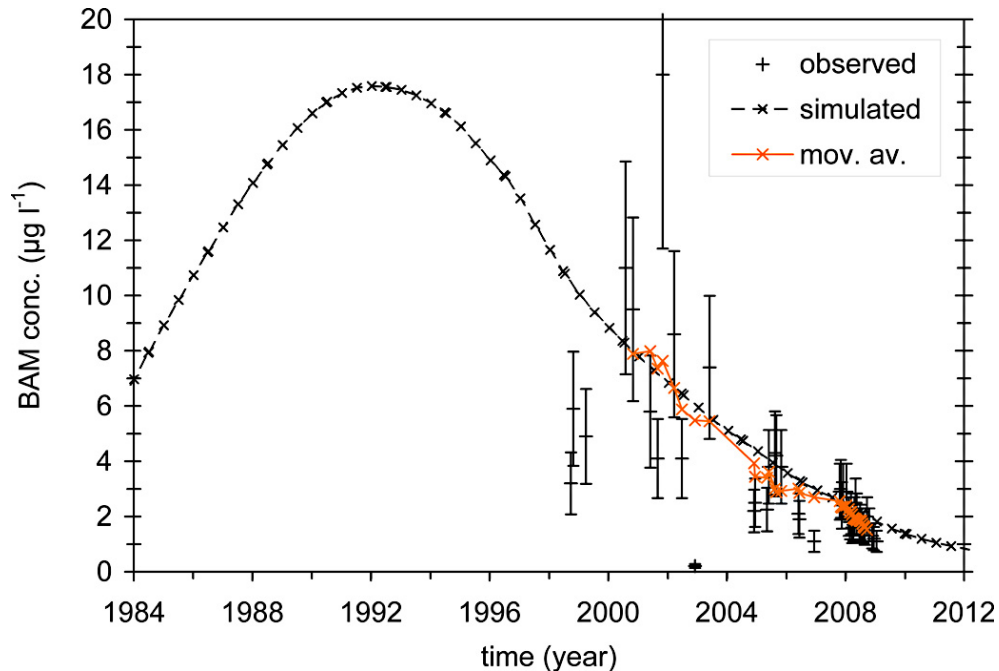 20
18
16
14
12
10
8
6
4
2
0
BAM conc. (µg l⁻¹)
observed
simulated
mov. av.
1984 1988 1992 1996 2000 2004 2008 2012
time (year)